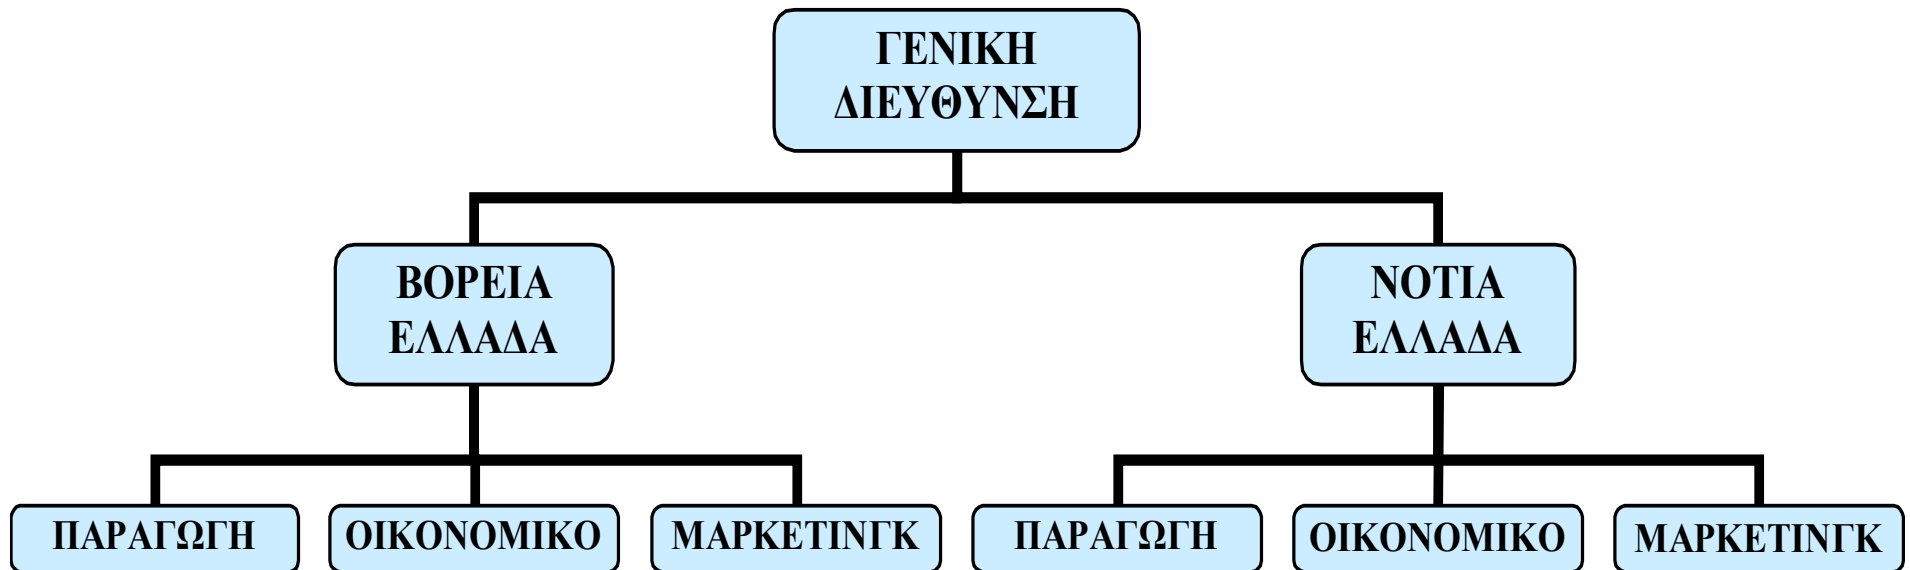 ΓΕΝΙΚΗ
ΔΙΕΥΘΥΝΣΗ
ΒΟΡΕΙΑ
ΕΛΛΑΔΑ
ΝΟΤΙΑ
ΕΛΛΑΔΑ
ΠΑΡΑΓΩΓΗ
ΟΙΚΟΝΟΜΙΚΟ
ΜΑΡΚΕΤΙΝΓΚ
ΠΑΡΑΓΩΓΗ
ΟΙΚΟΝΟΜΙΚΟ
ΜΑΡΚΕΤΙΝΓΚ